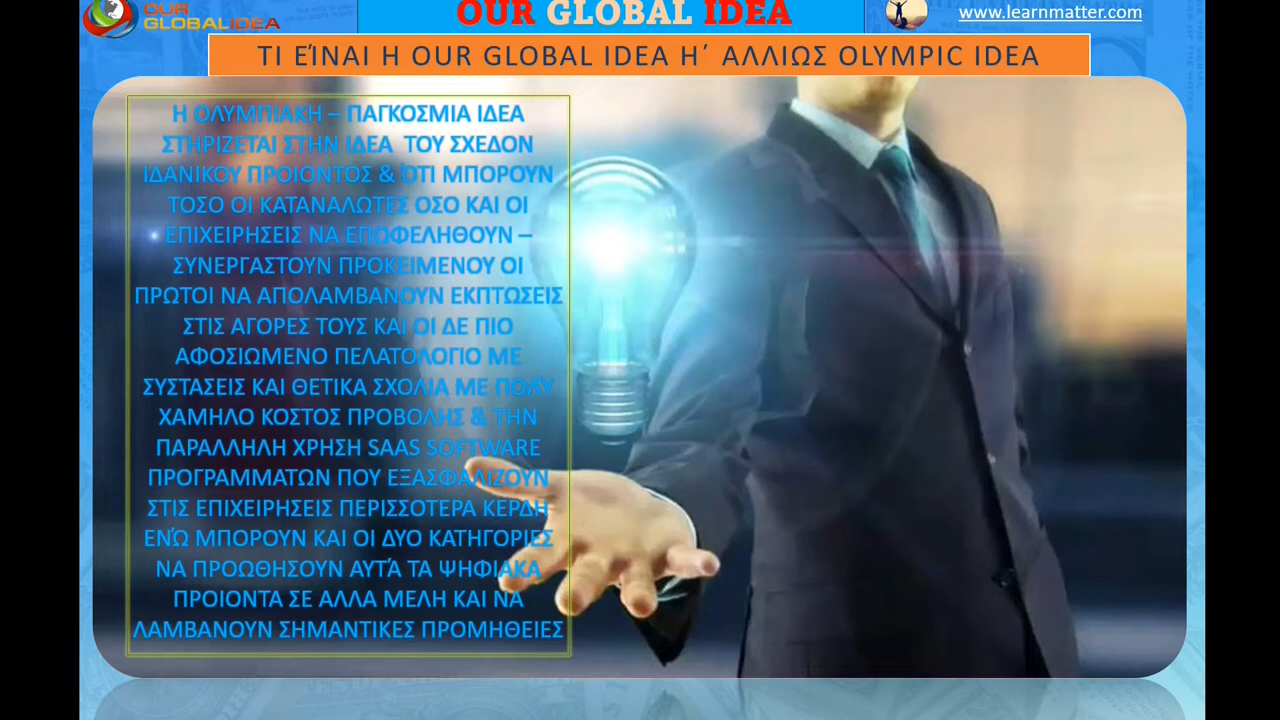 OUR
GLOBALIDEA
OUR GLOBAL IDEA
www.learnmatter.com
ΤΙ ΕΊΝΑΙ Η OUR GLOBAL IDEA Η΄ ΑΛΛΙΩΣ OLYMPIC IDEA
Η ΟΛΥΜΠΙΑΚΗ – ΠΑΓΚΟΣΜΙΑ ΙΔΕΑ
ΣΤΗΡΙΖΕΤΑΙ ΣΤΗΝ ΙΔΕΑ ΤΟΥ ΣΧΕΔΟΝ
ΙΔΑΝΙΚΟΥ ΠΡΟΙΟΝΤΟΣ & ΌΤΙ ΜΠΟΡΟΥΝ
ΤΟΣΟ ΟΙ ΚΑΤΑΝΑΛΩΤΕΣ ΟΣΟ ΚΑΙ ΟΙ
ΕΠΙΧΕΙΡΗΣΕΙΣ ΝΑ ΕΠΩΦΕΛΗΘΟΥΝ –
ΣΥΝΕΡΓΑΣΤΟΥΝ ΠΡΟΚΕΙΜΕΝΟΥ ΟΙ
ΠΡΩΤΟΙ ΝΑ ΑΠΟΛΑΜΒΑΝΟΥΝ ΕΚΠΤΩΣΕΙΣ
ΣΤΙΣ ΑΓΟΡΕΣ ΤΟΥΣ ΚΑΙ ΟΙ ΔΕ ΠΙΟ
ΑΦΟΣΙΩΜΕΝΟ ΠΕΛΑΤΟΛΟΓΙΟ ΜΕ
ΣΥΣΤΑΣΕΙΣ ΚΑΙ ΘΕΤΙΚΑ ΣΧΟΛΙΑ ΜΕ ΠΟΛΎ
ΧΑΜΗΛΟ ΚΟΣΤΟΣ ΠΡΟΒΟΛΗΣ & ΤΗΝ
ΠΑΡΑΛΛΗΛΗ ΧΡΗΣΗ SAAS SOFTWARE
ΠΡΟΓΡΑΜΜΑΤΩΝ ΠΟΥ ΕΞΑΣΦΑΛΙΖΟΥΝ
ΣΤΙΣ ΕΠΙΧΕΙΡΗΣΕΙΣ ΠΕΡΙΣΣΟΤΕΡΑ ΚΕΡΔΗ
ΕΝΏ ΜΠΟΡΟΥΝ ΚΑΙ ΟΙ ΔΥΟ ΚΑΤΗΓΟΡΙΕΣ
ΝΑ ΠΡΟΩΘΗΣΟΥΝ ΑΥΤΆ ΤΑ ΨΗΦΙΑΚΑ
ΠΡΟΙΟΝΤΑ ΣΕ ΑΛΛΑ ΜΕΛΗ ΚΑΙ ΝΑ
ΛΑΜΒΑΝΟΥΝ ΣΗΜΑΝΤΙΚΕΣ ΠΡΟΜΗΘΕΙΕΣ